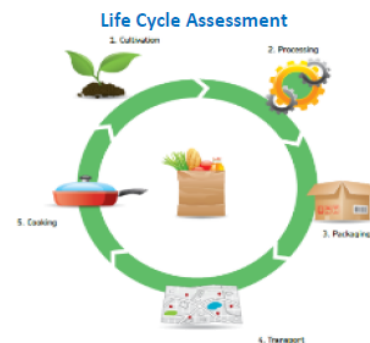 Life Cycle Assessment
1. Cultivation
2. Processing
3. Packaging
4. Transport
5. Cooking